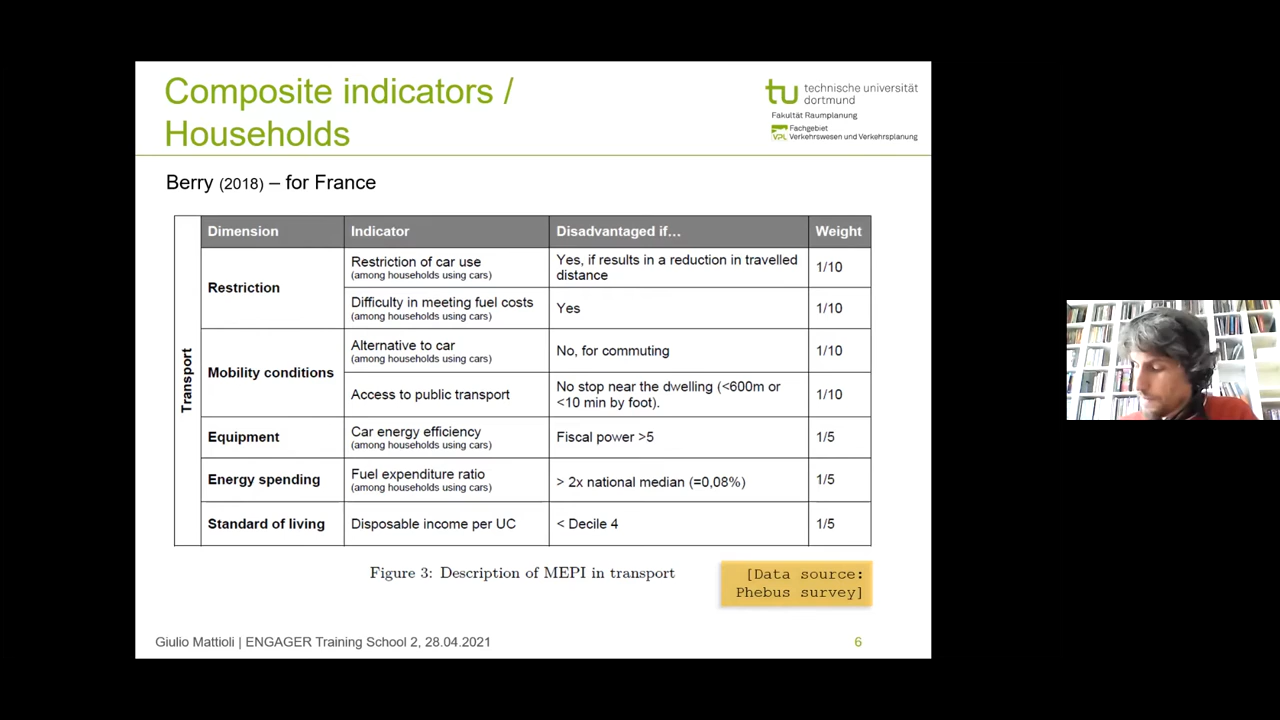 Composite indicators /
Households
tu technische universität
dortmund
Fakultät Raumplanung
Fachgebiet
VPL Verkehrswesen und Verkehrsplanung
Berry (2018) – for France
Transport
Dimension Indicator Disadvantaged if… Weight
Restriction
Restriction of car use
(among households using cars)
Yes, if results in a reduction in travelled
distance
1/10
Difficulty in meeting fuel costs
(among households using cars)
Yes
1/10
Mobility conditions
Alternative to car
(among households using cars)
No, for commuting
1/10
Access to public transport
No stop near the dwelling (<600m or
<10 min by foot).
1/10
Equipment
Car energy efficiency
(among households using cars)
Fiscal power >5
1/5
Energy spending
Fuel expenditure ratio
(among households using cars)
> 2x national median (=0,08%)
1/5
Standard of living
Disposable income per UC
< Decile 4
1/5
Figure 3: Description of MEPI in transport
[Data source:
Phebus survey]
Giulio Mattioli | ENGAGER Training School 2, 28.04.2021
6